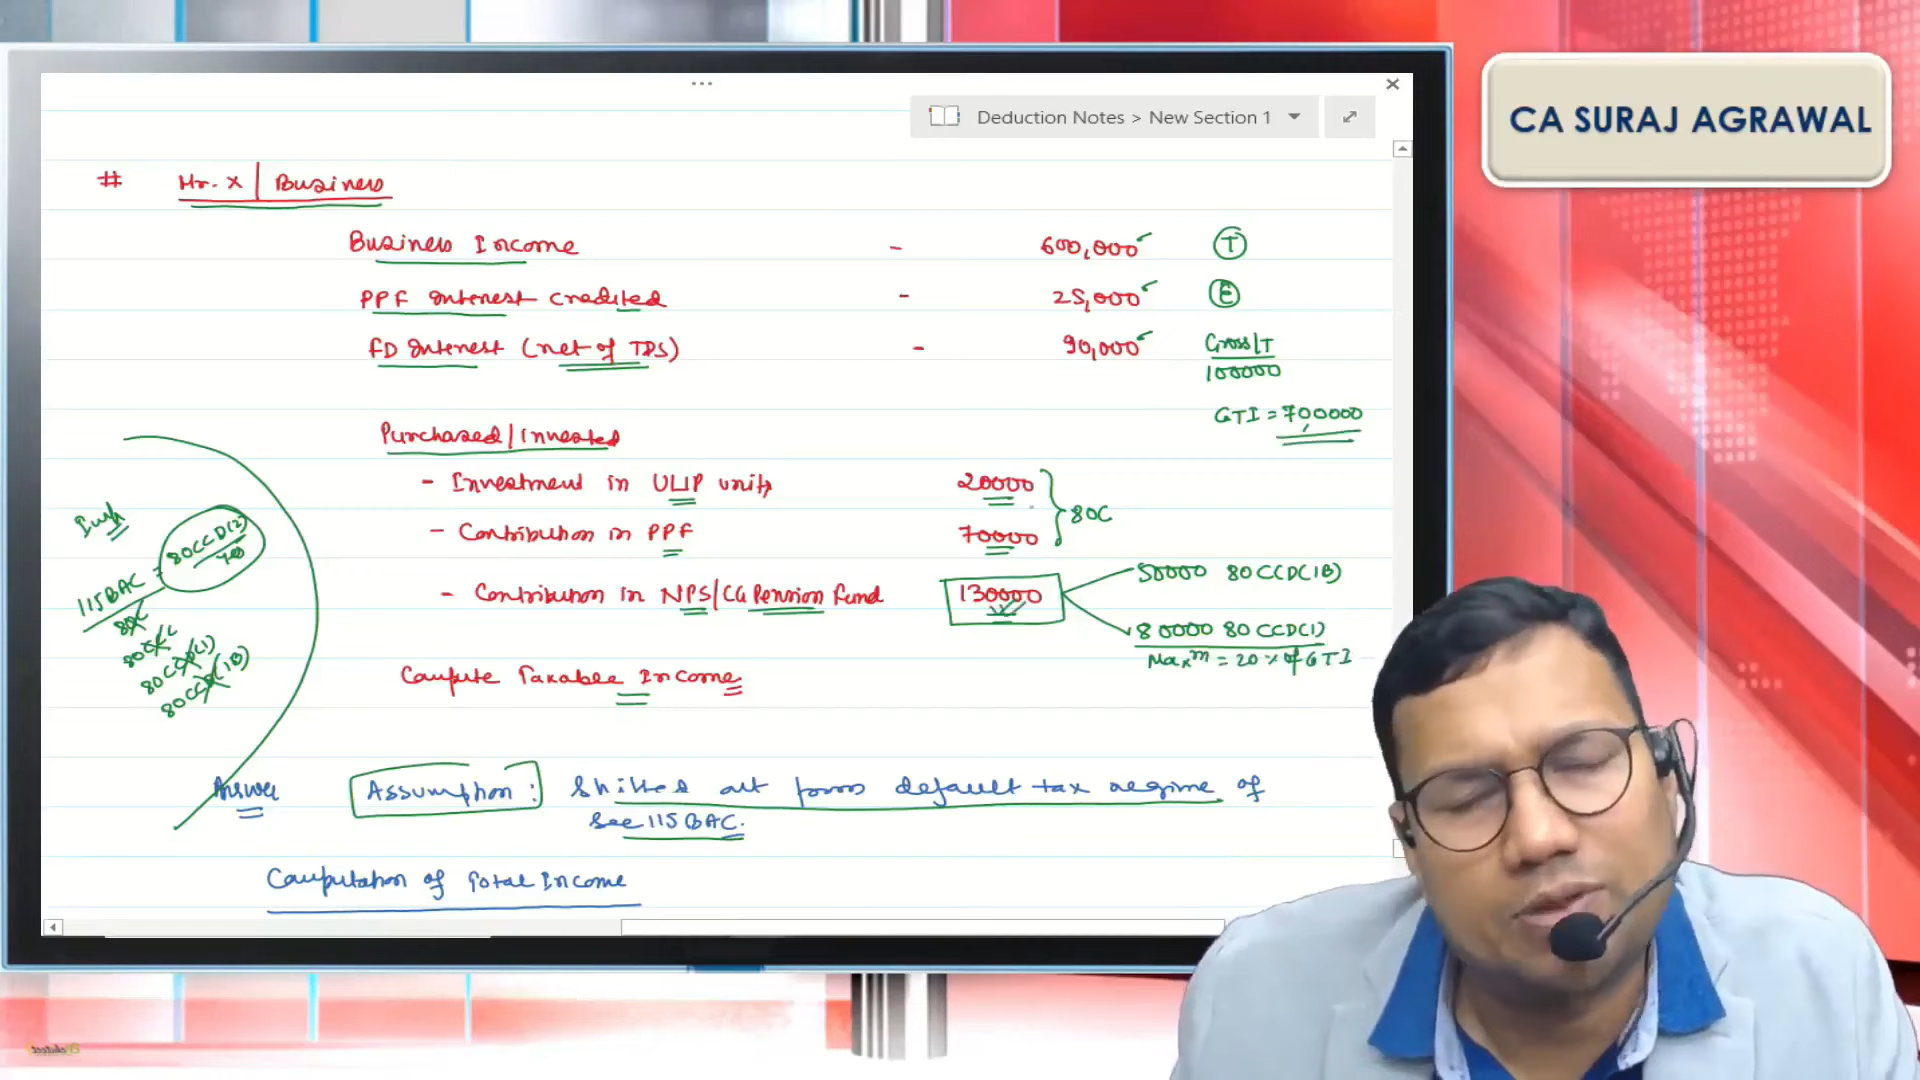 CA SURAJ AGRAWAL
Deduction Notes > New Section 1
# Mr. X | Business
Business Income - 600,000 T
PPF Interest credited - 25,000 E
FD Interest (net of TDS) - 90,000 Gross/T
100000
GTI = 700000
Purchased/Invested
- Investment in ULIP units 20000
- Contribution in PPF 70000
80C
- Contribution in NPS/CG Pension Fund 130000
50000 80CCD(1B)
80000 80CCD(1)
Maxm = 20% of GTI
Compute Taxable Income
Imp
115BAC = 80CCD(2)
80C
80CCC
80CCD(1)
80CCD(1B)
Answer Assumption: Shifted out from default tax regime of
Sec 115BAC.
Computation of Total Income